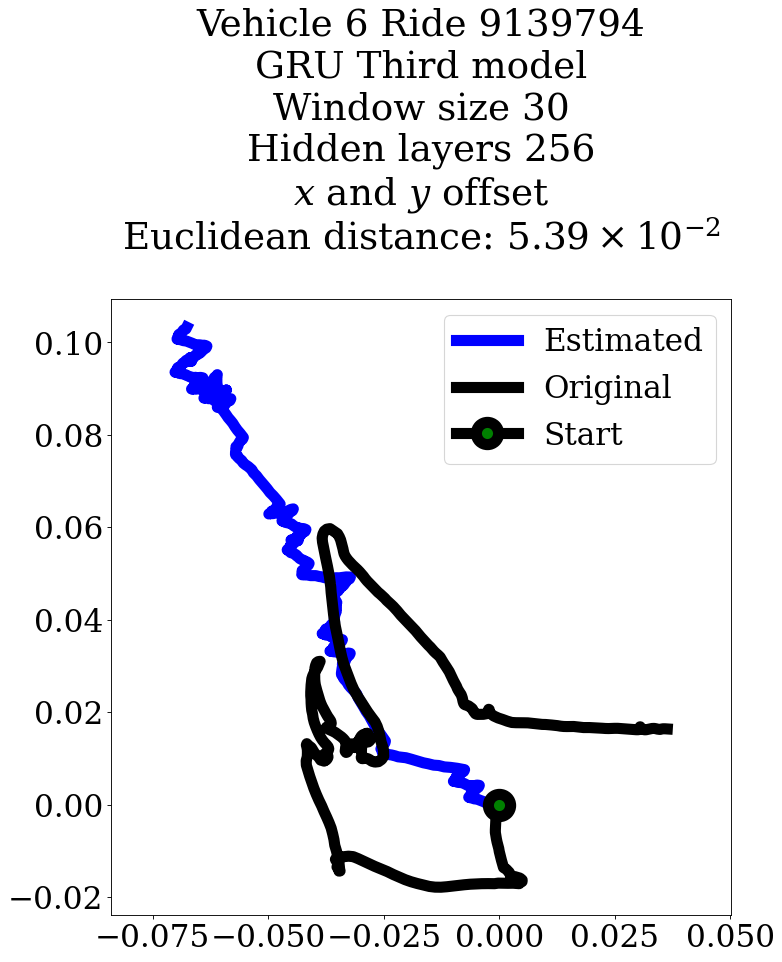 Vehicle 6 Ride 9139794
GRU Third model
Window size 30
Hidden layers 256
x and y offset
Euclidean distance: 5.39 × 10⁻²
Estimated
Original
Start
0.10
0.08
0.06
0.04
0.02
0.00
−0.02
−0.075 −0.050 −0.025 0.000 0.025 0.050